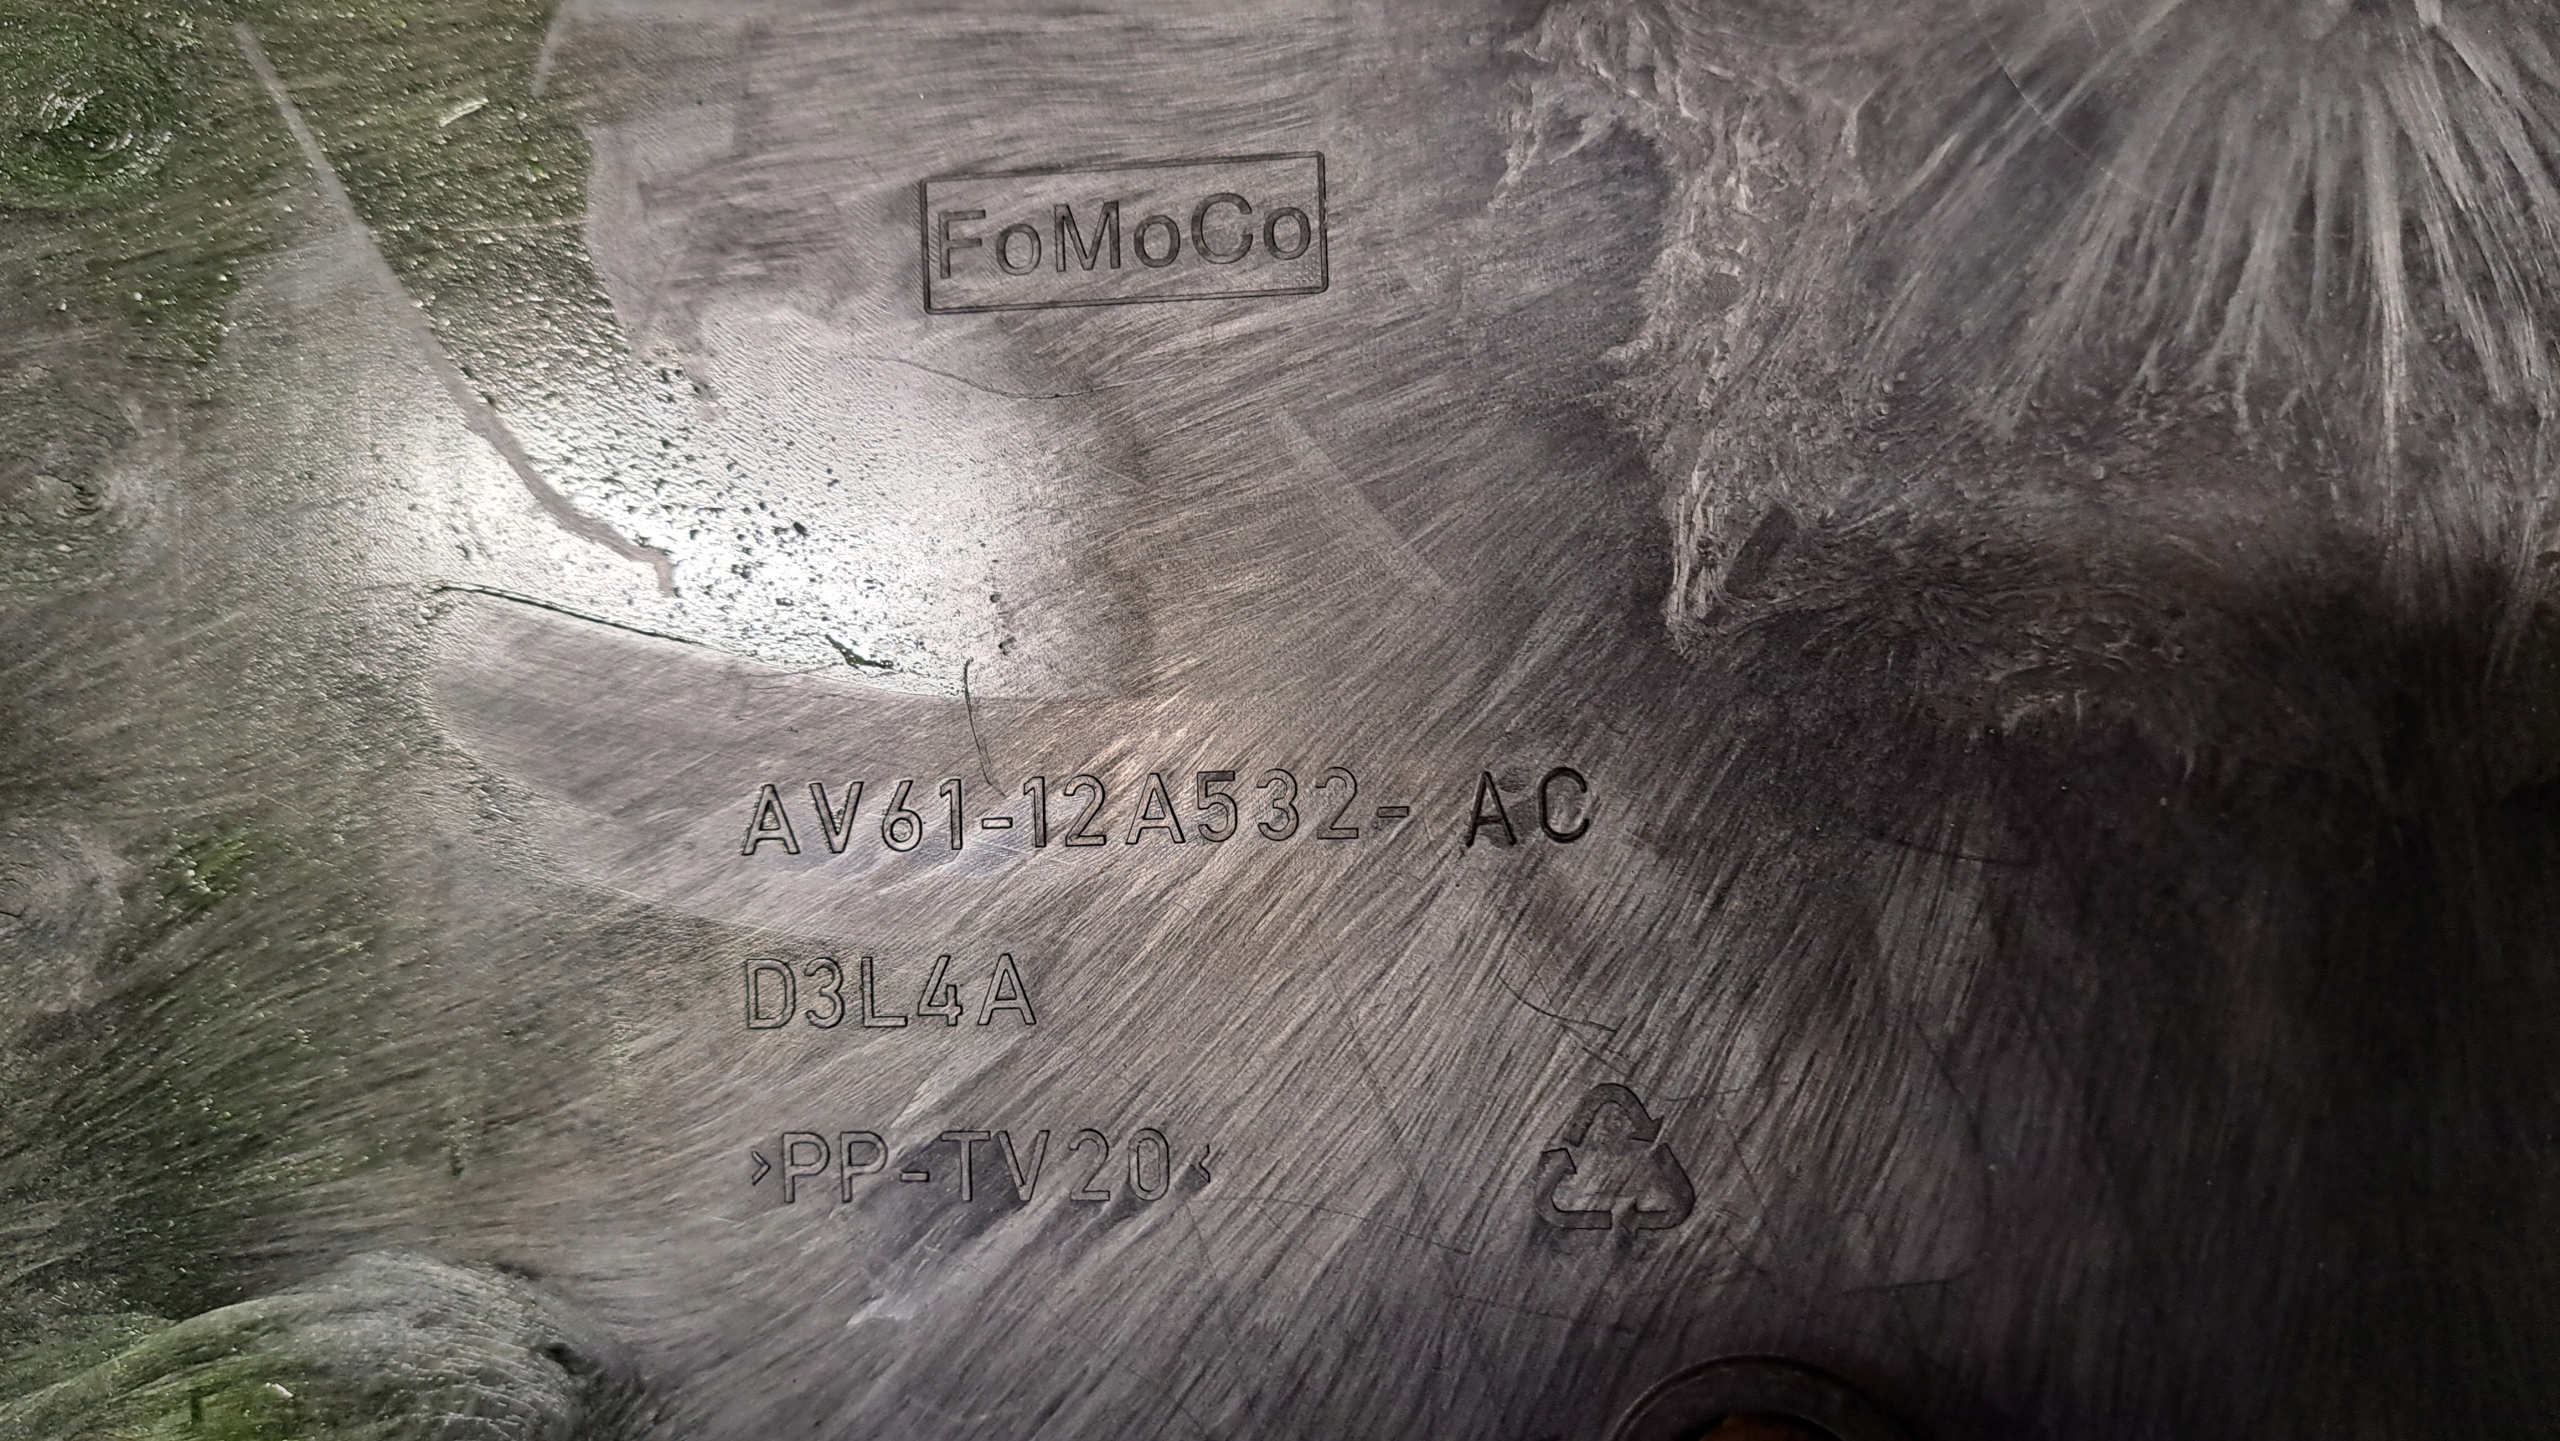 FoMoCo
AV61-12A532- AC
D3L4A
>PP-TV20<